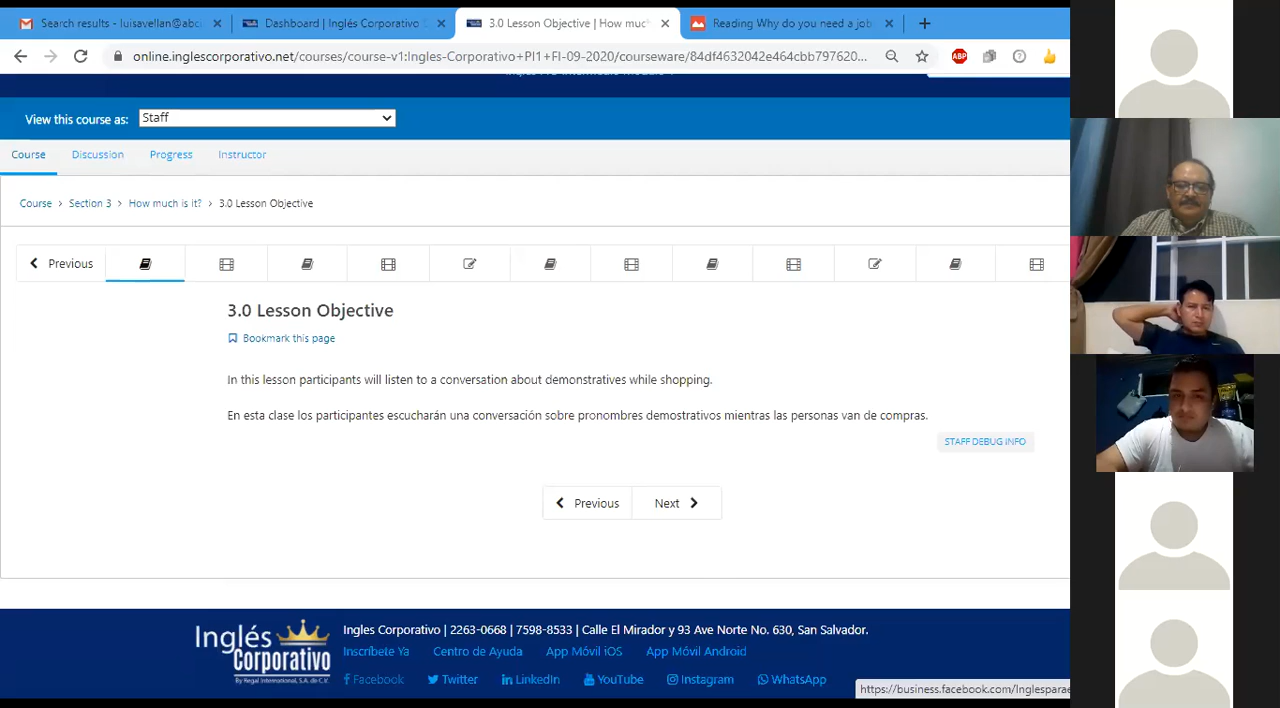 Search results - luisavellan@abc
Dashboard | Inglés Corporativo
3.0 Lesson Objective | How muc
Reading Why do you need a job
online.inglescorporativo.net/courses/course-v1:Ingles-Corporativo+PI1+FI-09-2020/courseware/84df4632042e464cbb797620...
ABP
View this course as: Staff
Course Discussion Progress Instructor
Course > Section 3 > How much is it? > 3.0 Lesson Objective
Previous
3.0 Lesson Objective
Bookmark this page
In this lesson participants will listen to a conversation about demonstratives while shopping.
En esta clase los participantes escucharán una conversación sobre pronombres demostrativos mientras las personas van de compras.
STAFF DEBUG INFO
Previous Next
Inglés Corporativo
By Regal International, S.A. de C.V.
Ingles Corporativo | 2263-0668 | 7598-8533 | Calle El Mirador y 93 Ave Norte No. 630, San Salvador.
Inscríbete Ya Centro de Ayuda App Móvil iOS App Móvil Android
Facebook Twitter LinkedIn YouTube Instagram WhatsApp
https://business.facebook.com/Inglespara